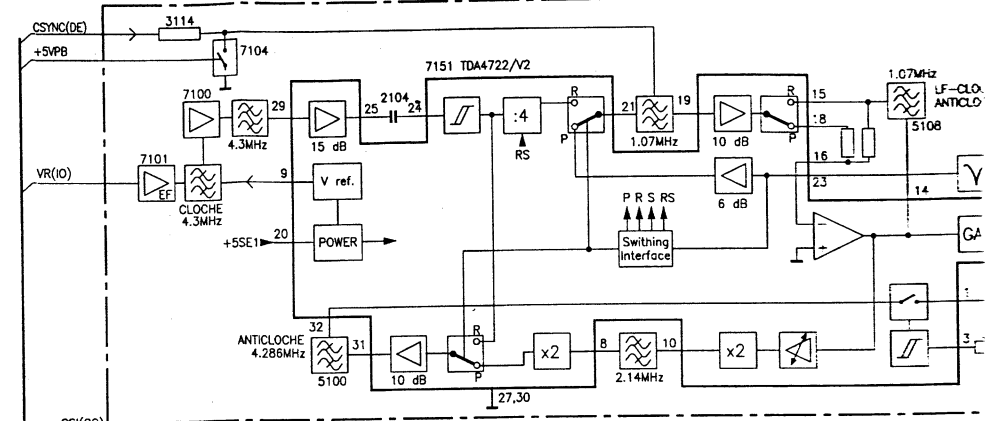 CSYNC(DE)
3114
+5VPB
7104
7151 TDA4722/V2
1.07MHz
7100
29
25
2104
24
:4
R
P
21
19
R
P
15
18
ANTICLO
5108
4.3MHz
15 dB
RS
1.07MHz
10 dB
16
7101
VR(IO)
EF
CLOCHE
4.3MHz
9
V ref.
6 dB
23
14
P R S RS
+5SE1
20
POWER
Swithing
Interface
-
+
GA
32
ANTICLOCHE
4.286MHz
31
5100
10 dB
R
P
x2
8
2.14MHz
10
x2
1
3
27,30